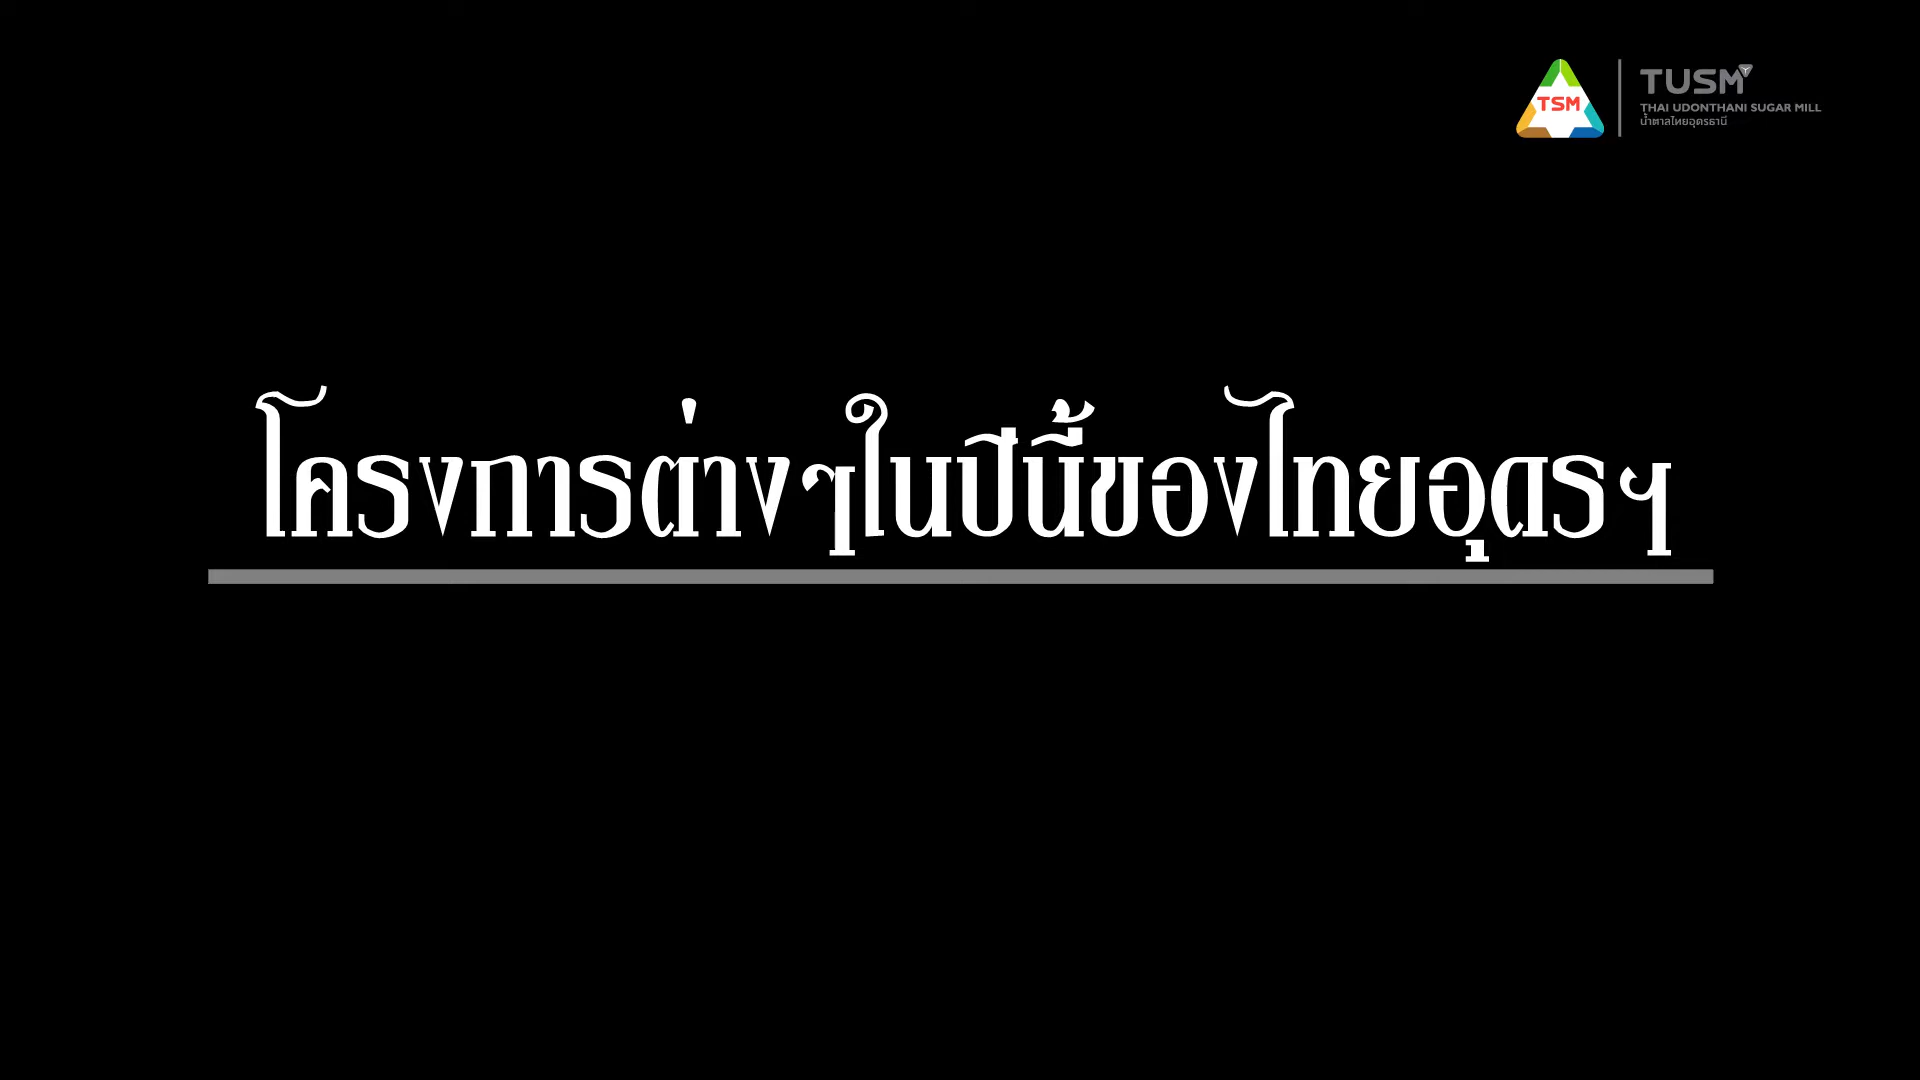 TSM
TUSM
THAI UDONTHANI SUGAR MILL
น้ำตาลไทยอุดรธานี
โครงการต่างๆในปีนี้ของไทยอุดรฯ